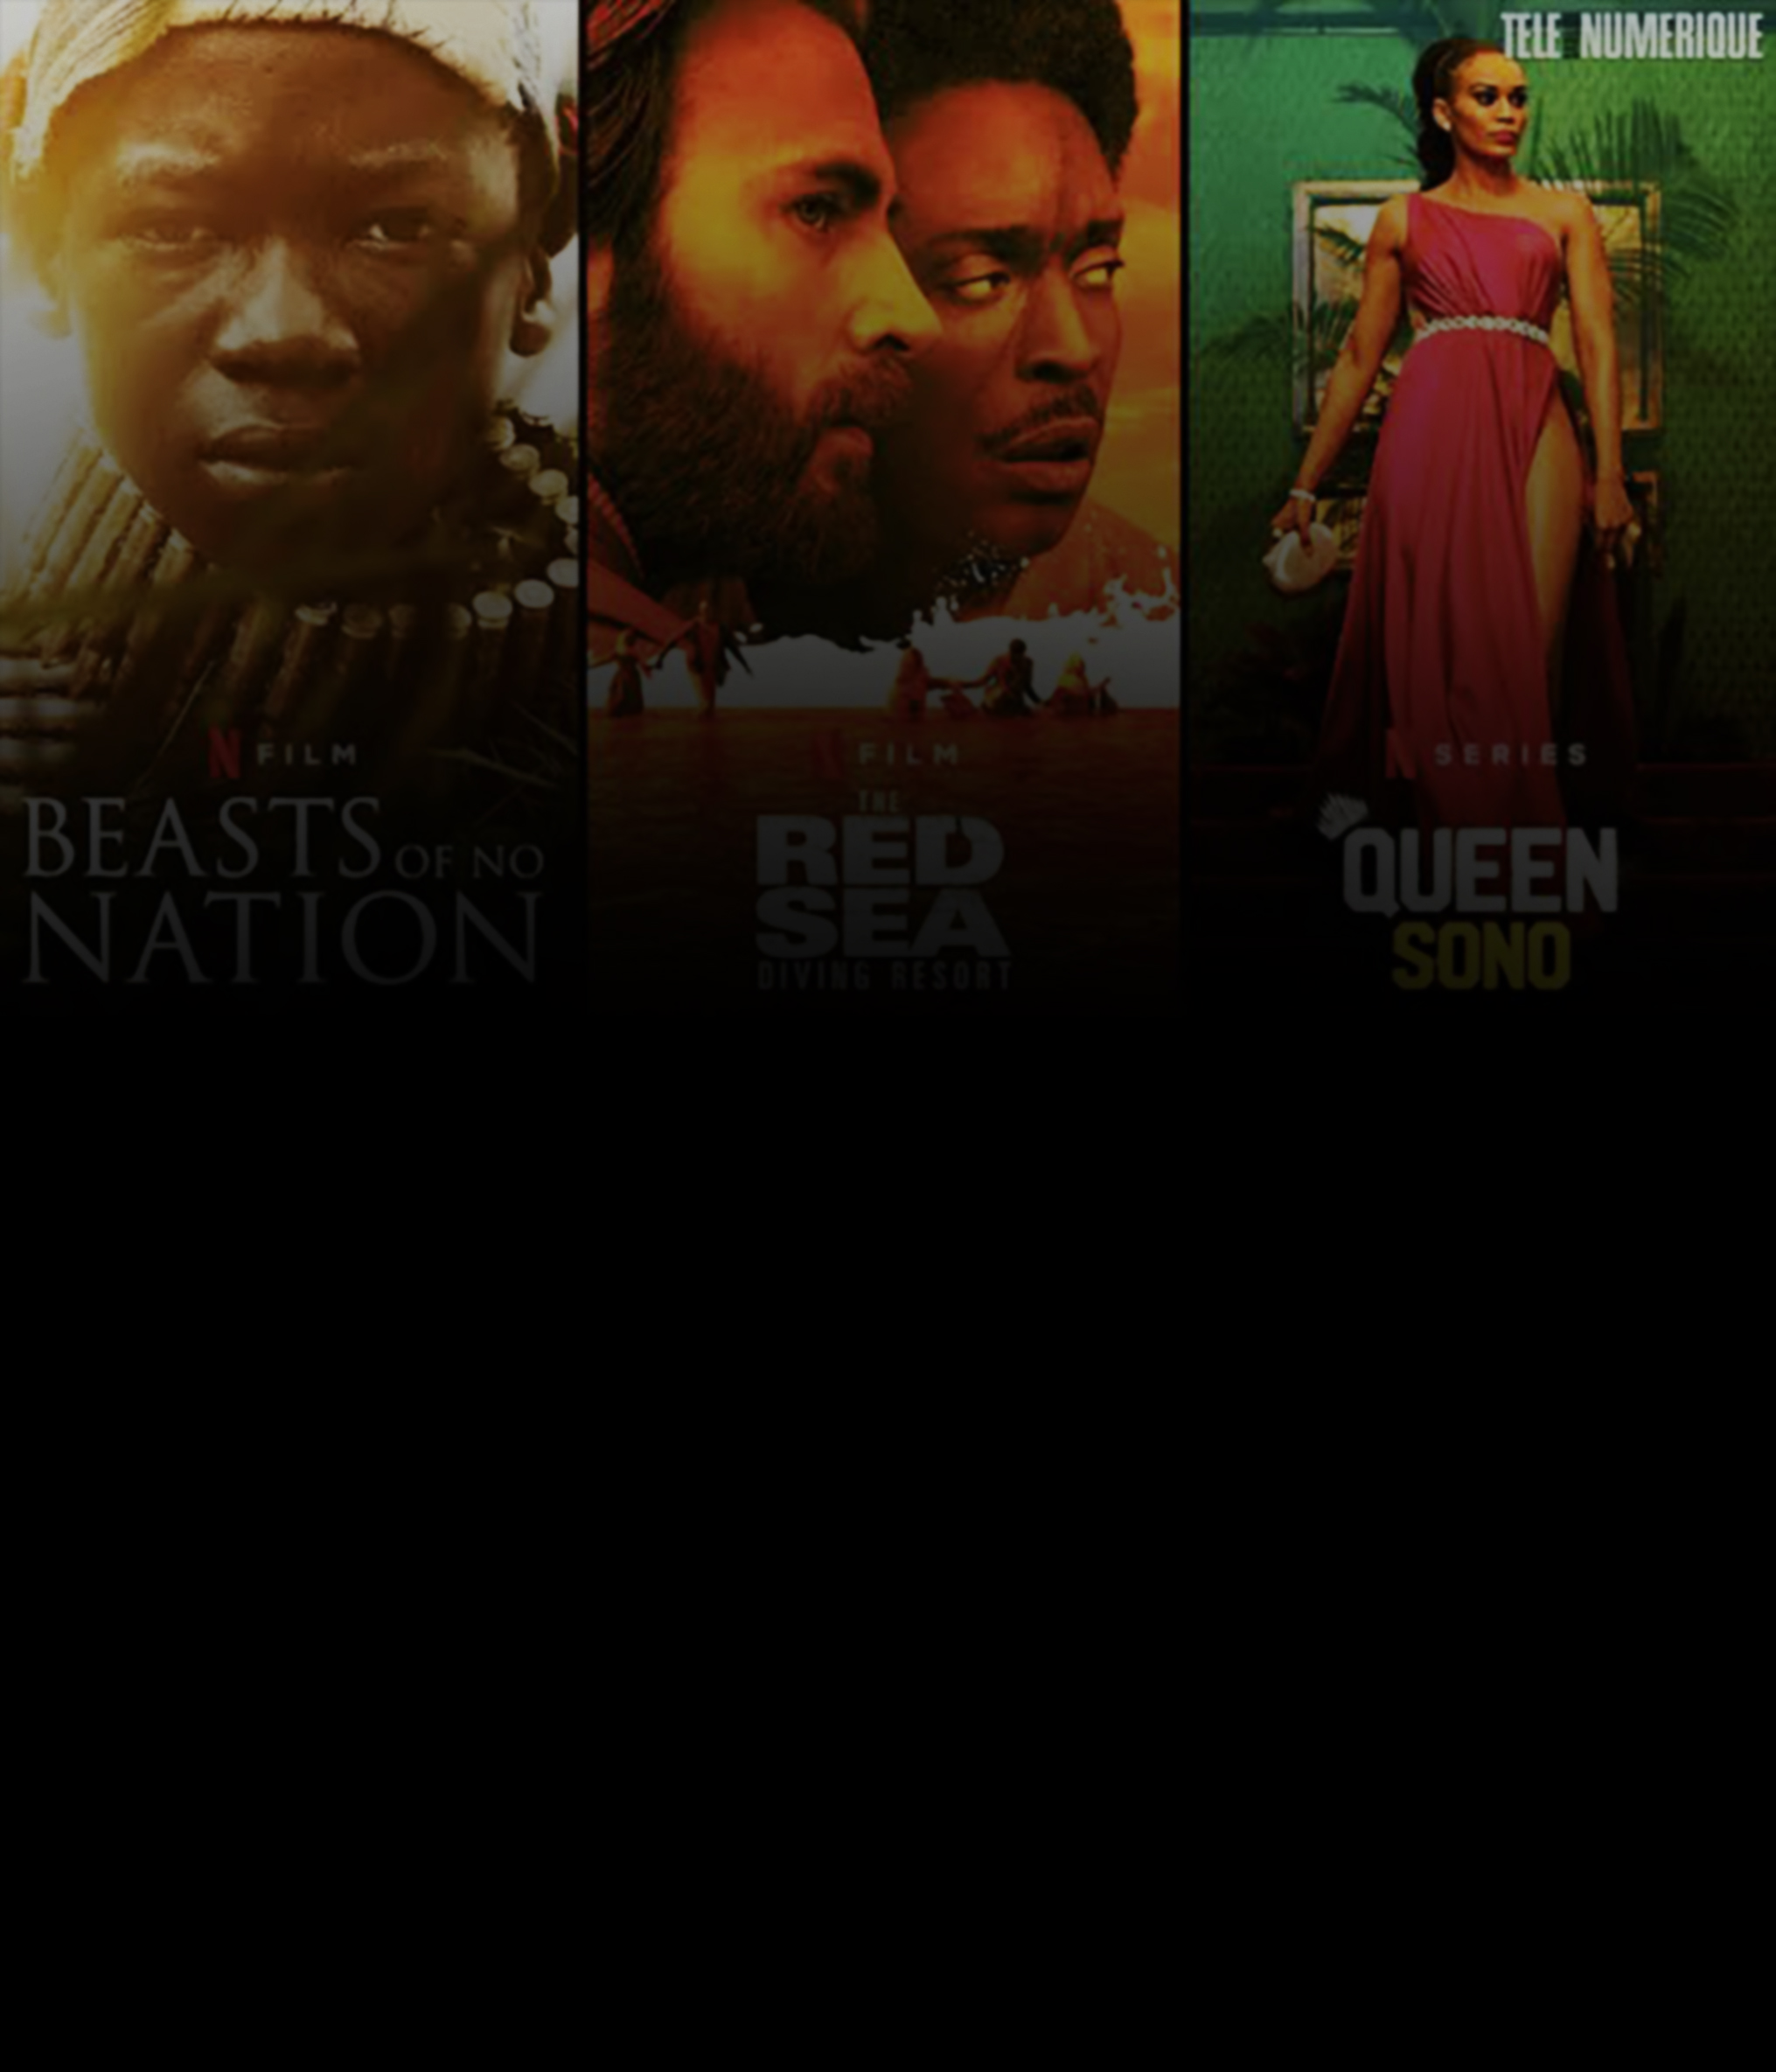 TELE NUMERIQUE
N FILM
BEASTS OF NO
NATION
N FILM
THE
RED
SEA
DIVING RESORT
N SERIES
QUEEN
SONO